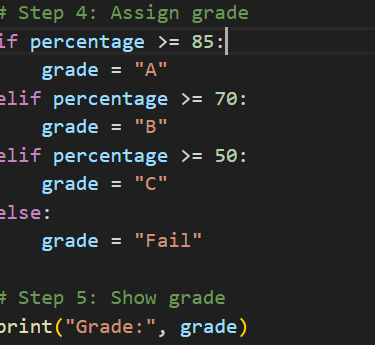 # Step 4: Assign grade
if percentage >= 85:
    grade = "A"
elif percentage >= 70:
    grade = "B"
elif percentage >= 50:
    grade = "C"
else:
    grade = "Fail"

# Step 5: Show grade
print("Grade:", grade)